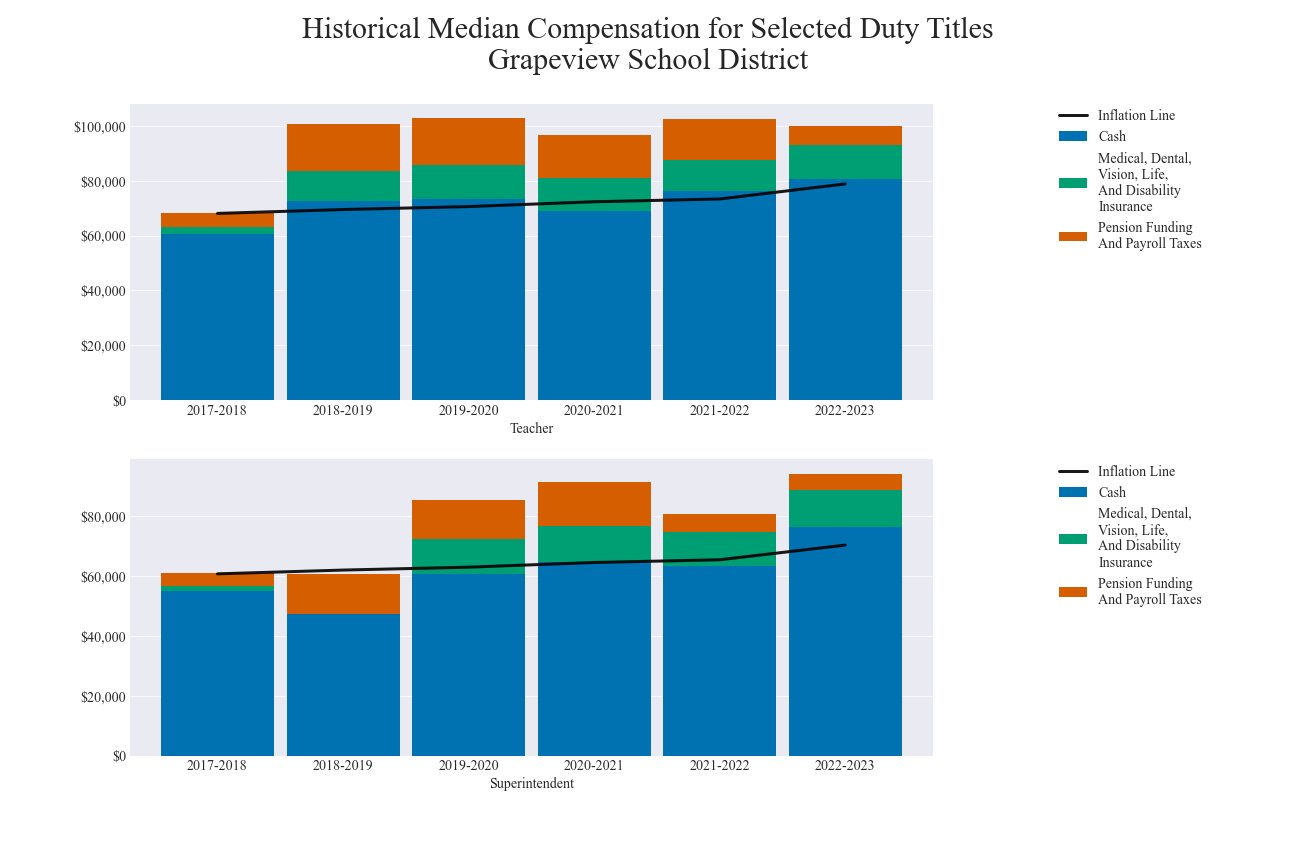 Historical Median Compensation for Selected Duty Titles
Grapeview School District
$100,000
$80,000
$60,000
$40,000
$20,000
$0
2017-2018
2018-2019
2019-2020
2020-2021
2021-2022
2022-2023
Teacher
Inflation Line
Cash
Medical, Dental,
Vision, Life,
And Disability
Insurance
Pension Funding
And Payroll Taxes
$80,000
$60,000
$40,000
$20,000
$0
2017-2018
2018-2019
2019-2020
2020-2021
2021-2022
2022-2023
Superintendent
Inflation Line
Cash
Medical, Dental,
Vision, Life,
And Disability
Insurance
Pension Funding
And Payroll Taxes